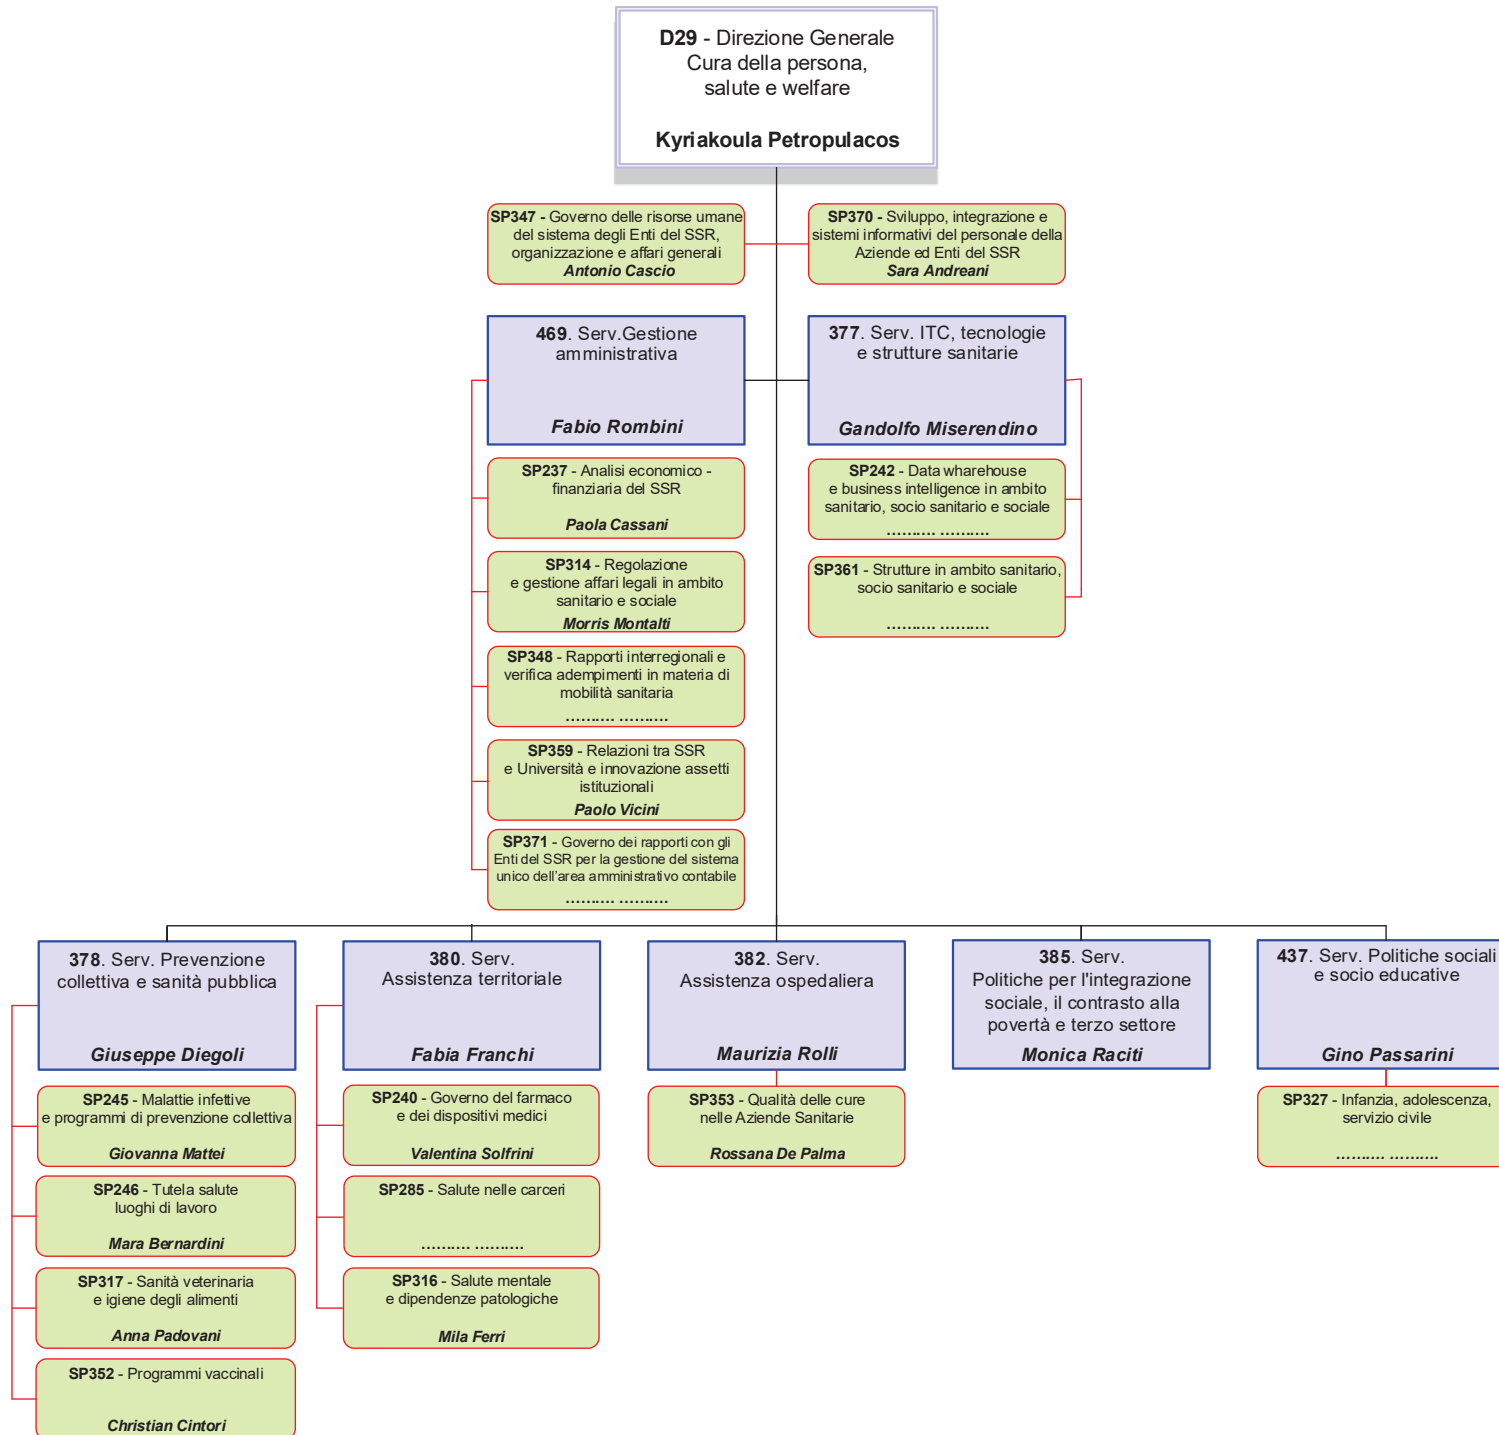 D29 - Direzione Generale
Cura della persona,
salute e welfare
Kyriakoula Petropulacos
SP347 - Governo delle risorse umane
del sistema degli Enti del SSR,
organizzazione e affari generali
Antonio Cascio
SP370 - Sviluppo, integrazione e
sistemi informativi del personale della
Aziende ed Enti del SSR
Sara Andreani
469. Serv.Gestione
amministrativa
Fabio Rombini
377. Serv. ITC, tecnologie
e strutture sanitarie
Gandolfo Miserendino
SP237 - Analisi economico -
finanziaria del SSR
Paola Cassani
SP314 - Regolazione
e gestione affari legali in ambito
sanitario e sociale
Morris Montalti
SP348 - Rapporti interregionali e
verifica adempimenti in materia di
mobilità sanitaria
.......... ..........
SP359 - Relazioni tra SSR
e Università e innovazione assetti
istituzionali
Paolo Vicini
SP371 - Governo dei rapporti con gli
Enti del SSR per la gestione del sistema
unico dell'area amministrativo contabile
.......... ..........
SP242 - Data wharehouse
e business intelligence in ambito
sanitario, socio sanitario e sociale
.......... ..........
SP361 - Strutture in ambito sanitario,
socio sanitario e sociale
.......... ..........
378. Serv. Prevenzione
collettiva e sanità pubblica
Giuseppe Diegoli
SP245 - Malattie infettive
e programmi di prevenzione collettiva
Giovanna Mattei
SP246 - Tutela salute
luoghi di lavoro
Mara Bernardini
SP317 - Sanità veterinaria
e igiene degli alimenti
Anna Padovani
SP352 - Programmi vaccinali
Christian Cintori
380. Serv.
Assistenza territoriale
Fabia Franchi
SP240 - Governo del farmaco
e dei dispositivi medici
Valentina Solfrini
SP285 - Salute nelle carceri
.......... ..........
SP316 - Salute mentale
e dipendenze patologiche
Mila Ferri
382. Serv.
Assistenza ospedaliera
Maurizia Rolli
SP353 - Qualità delle cure
nelle Aziende Sanitarie
Rossana De Palma
385. Serv.
Politiche per l'integrazione
sociale, il contrasto alla
povertà e terzo settore
Monica Raciti
437. Serv. Politiche sociali
e socio educative
Gino Passarini
SP327 - Infanzia, adolescenza,
servizio civile
.......... ..........